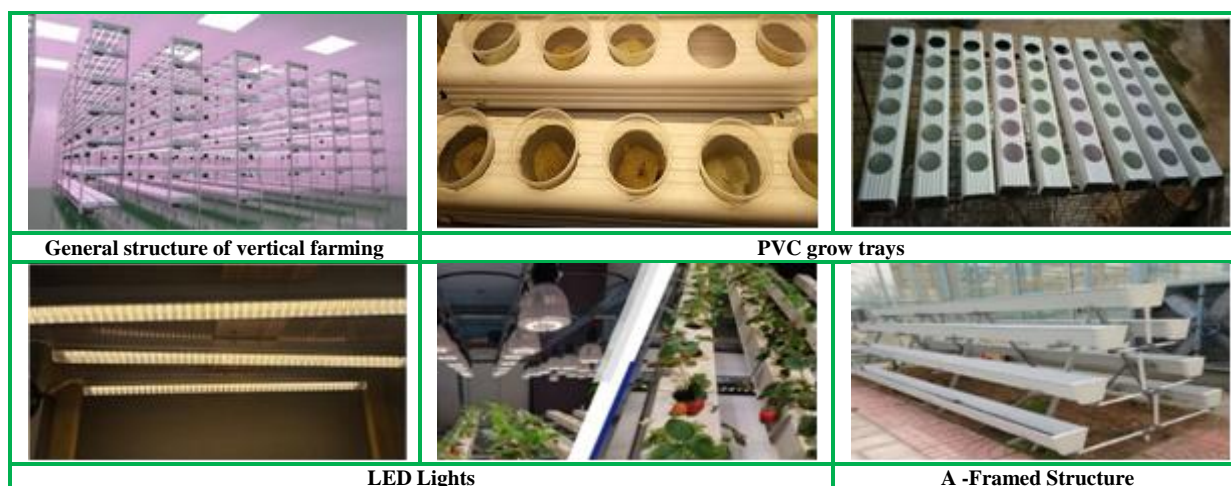 General structure of vertical farming
PVC grow trays
LED Lights
A -Framed Structure